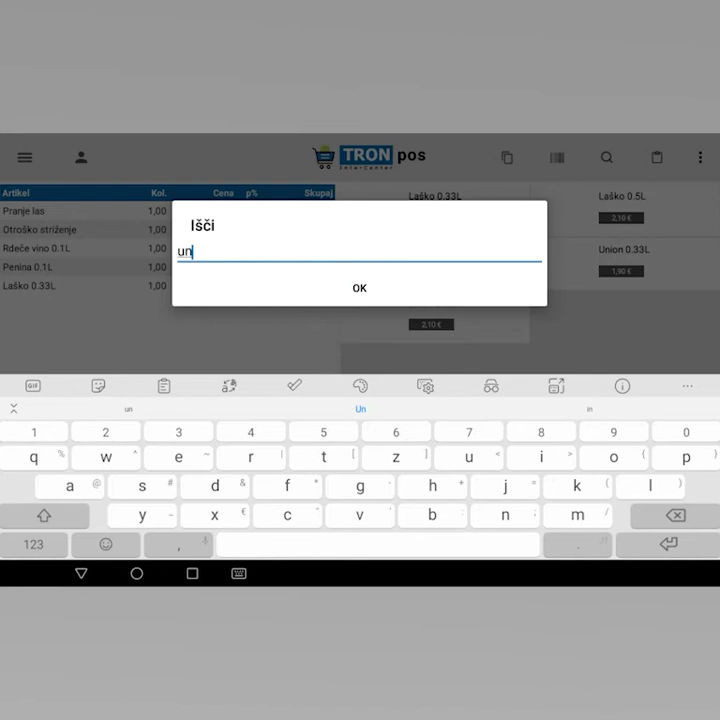 TRON pos
InterCenter
Artikel Kol. Cena p% Skupaj
Pranje las 1,00
Otroško striženje 1,00
Rdeče vino 0.1L 1,00
Penina 0.1L 1,00
Laško 0.33L 1,00
Laško 0.33L
Laško 0.5L
2,10 €
Union 0.33L
1,90 €
2,10 €
Išči
un
OK
GIF
un Un in
1 2 3 4 5 6 7 8 9 0
q % w ^ e ~ r | t [ z ] u < i > o { p }
a @ s # d & f * g - h + j = k ( l )
y _ x € c " v ' b : n ; m /
123 , .